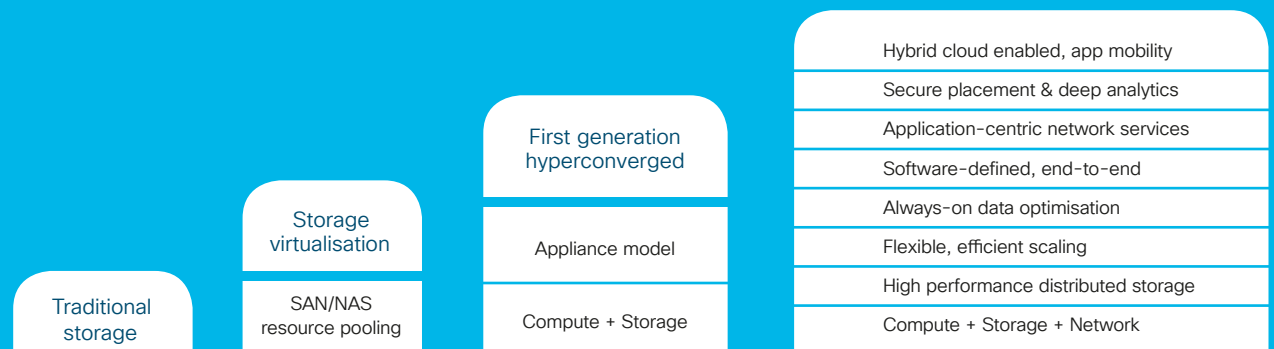 Traditional
storage
Storage
virtualisation
SAN/NAS
resource pooling
First generation
hyperconverged
Appliance model
Compute + Storage
Hybrid cloud enabled, app mobility
Secure placement & deep analytics
Application-centric network services
Software-defined, end-to-end
Always-on data optimisation
Flexible, efficient scaling
High performance distributed storage
Compute + Storage + Network